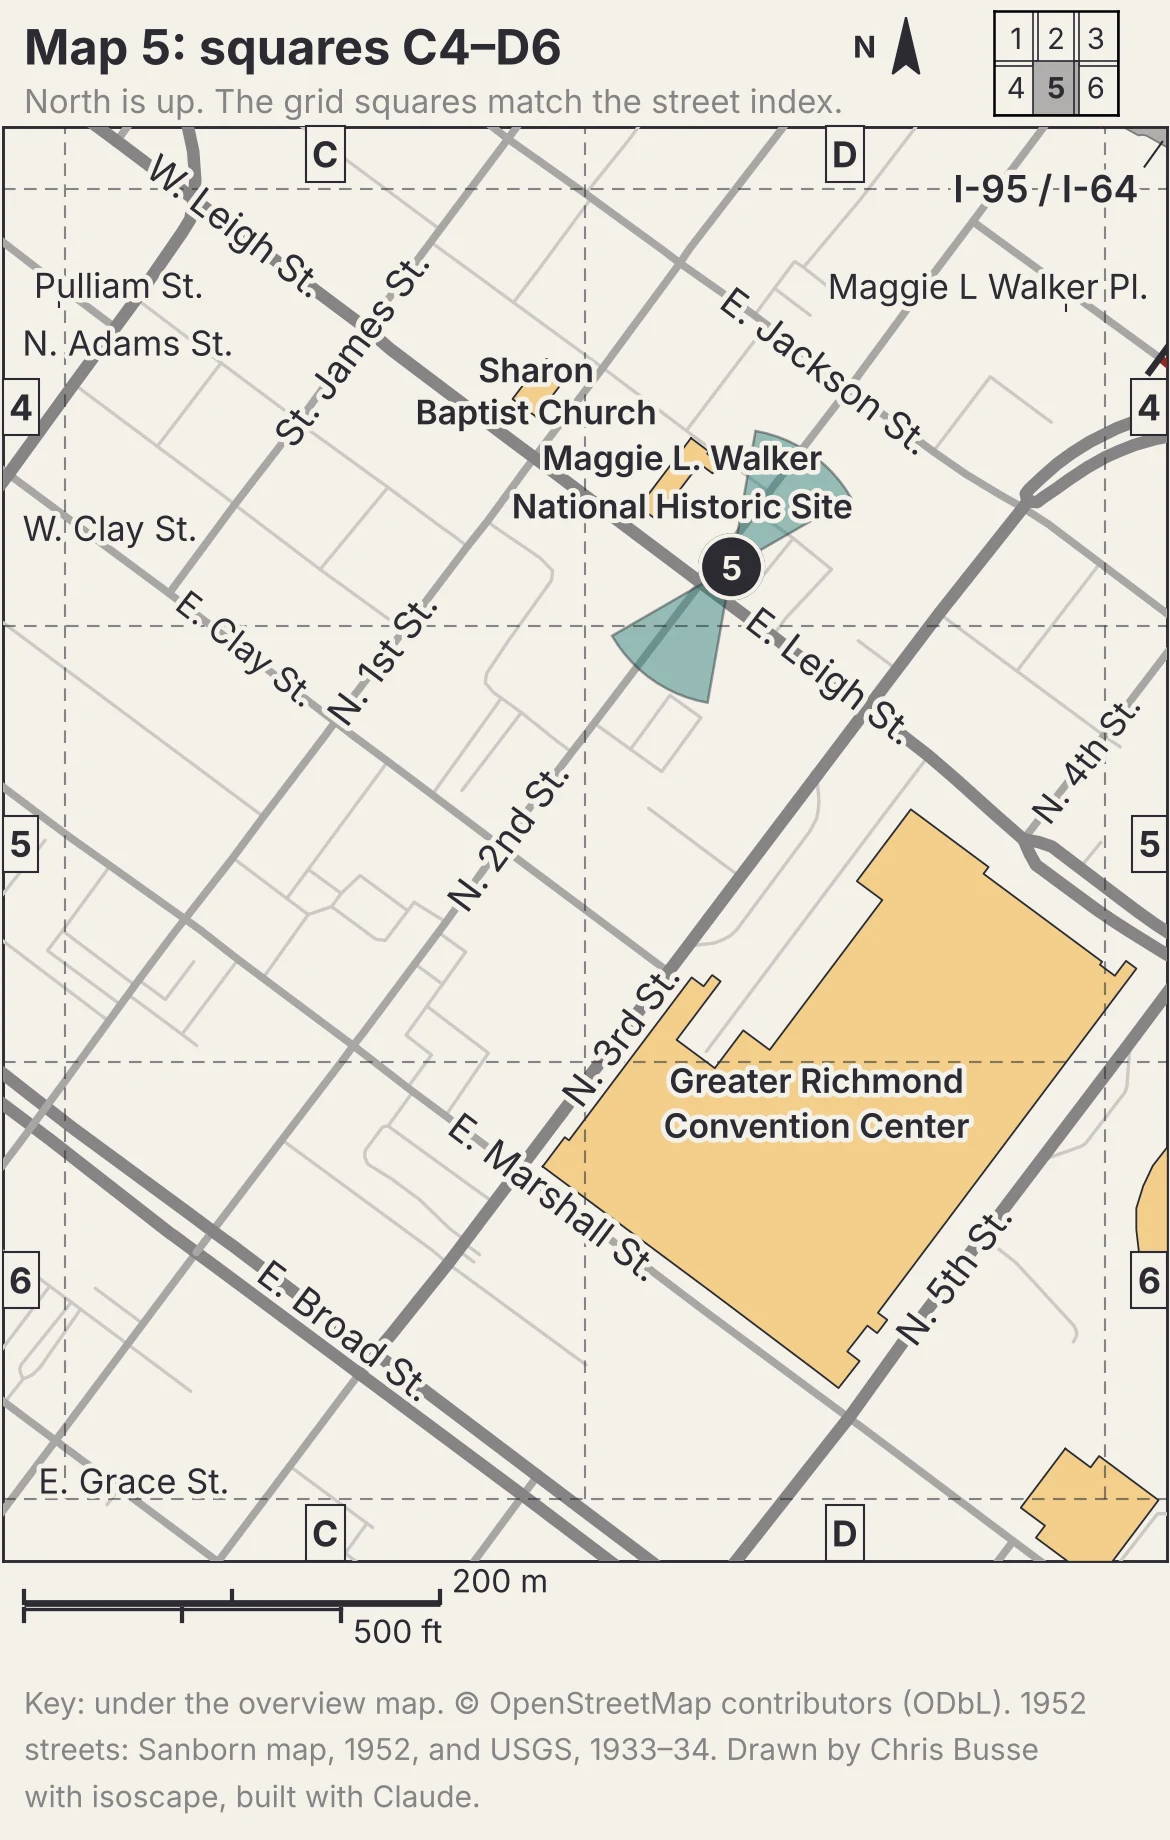 Map 5: squares C4–D6
North is up. The grid squares match the street index.
N
1 2 3
4 5 6
C
D
I-95 / I-64
W. Leigh St.
Pulliam St.
Maggie L Walker Pl.
N. Adams St.
St. James St.
E. Jackson St.
Sharon
Baptist Church
4
4
Maggie L. Walker
National Historic Site
W. Clay St.
5
E. Clay St.
N. 1st St.
E. Leigh St.
N. 4th St.
N. 2nd St.
5
5
N. 3rd St.
Greater Richmond
Convention Center
E. Marshall St.
N. 5th St.
6
6
E. Broad St.
E. Grace St.
C
D
200 m
500 ft
Key: under the overview map. © OpenStreetMap contributors (ODbL). 1952
streets: Sanborn map, 1952, and USGS, 1933–34. Drawn by Chris Busse
with isoscape, built with Claude.